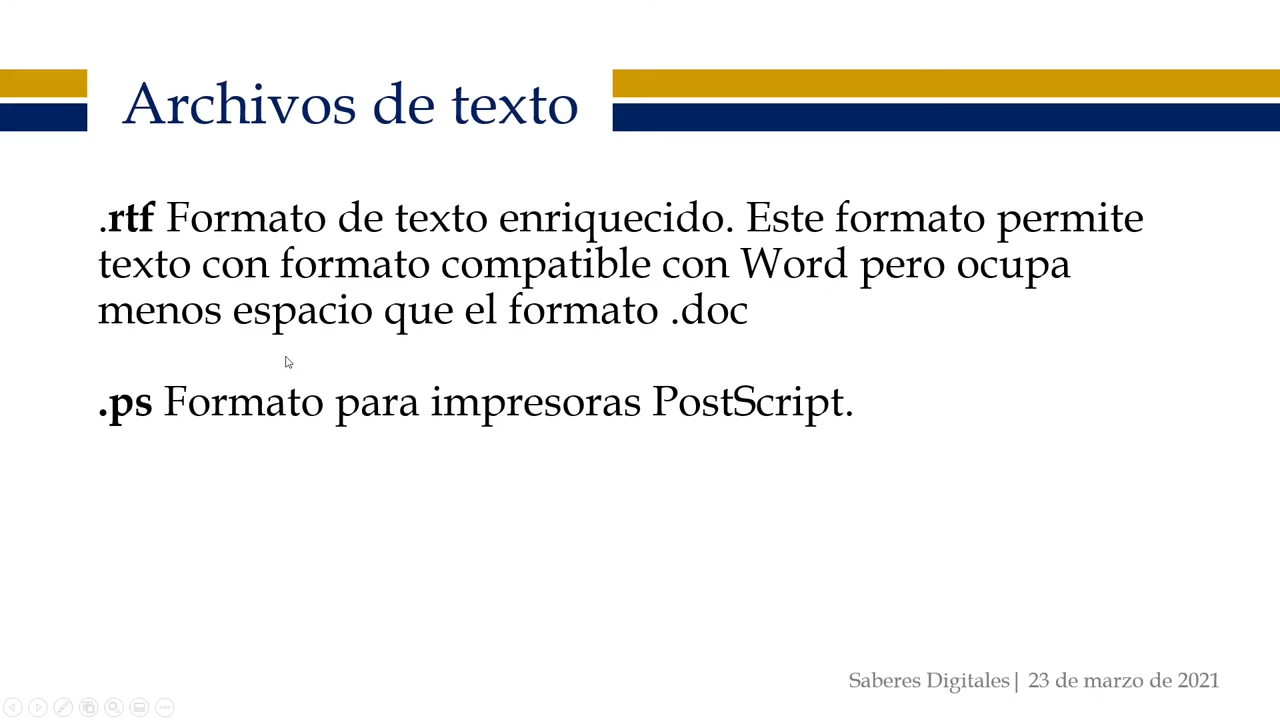 Archivos de texto
.rtf Formato de texto enriquecido. Este formato permite
texto con formato compatible con Word pero ocupa
menos espacio que el formato .doc
.ps Formato para impresoras PostScript.
Saberes Digitales| 23 de marzo de 2021